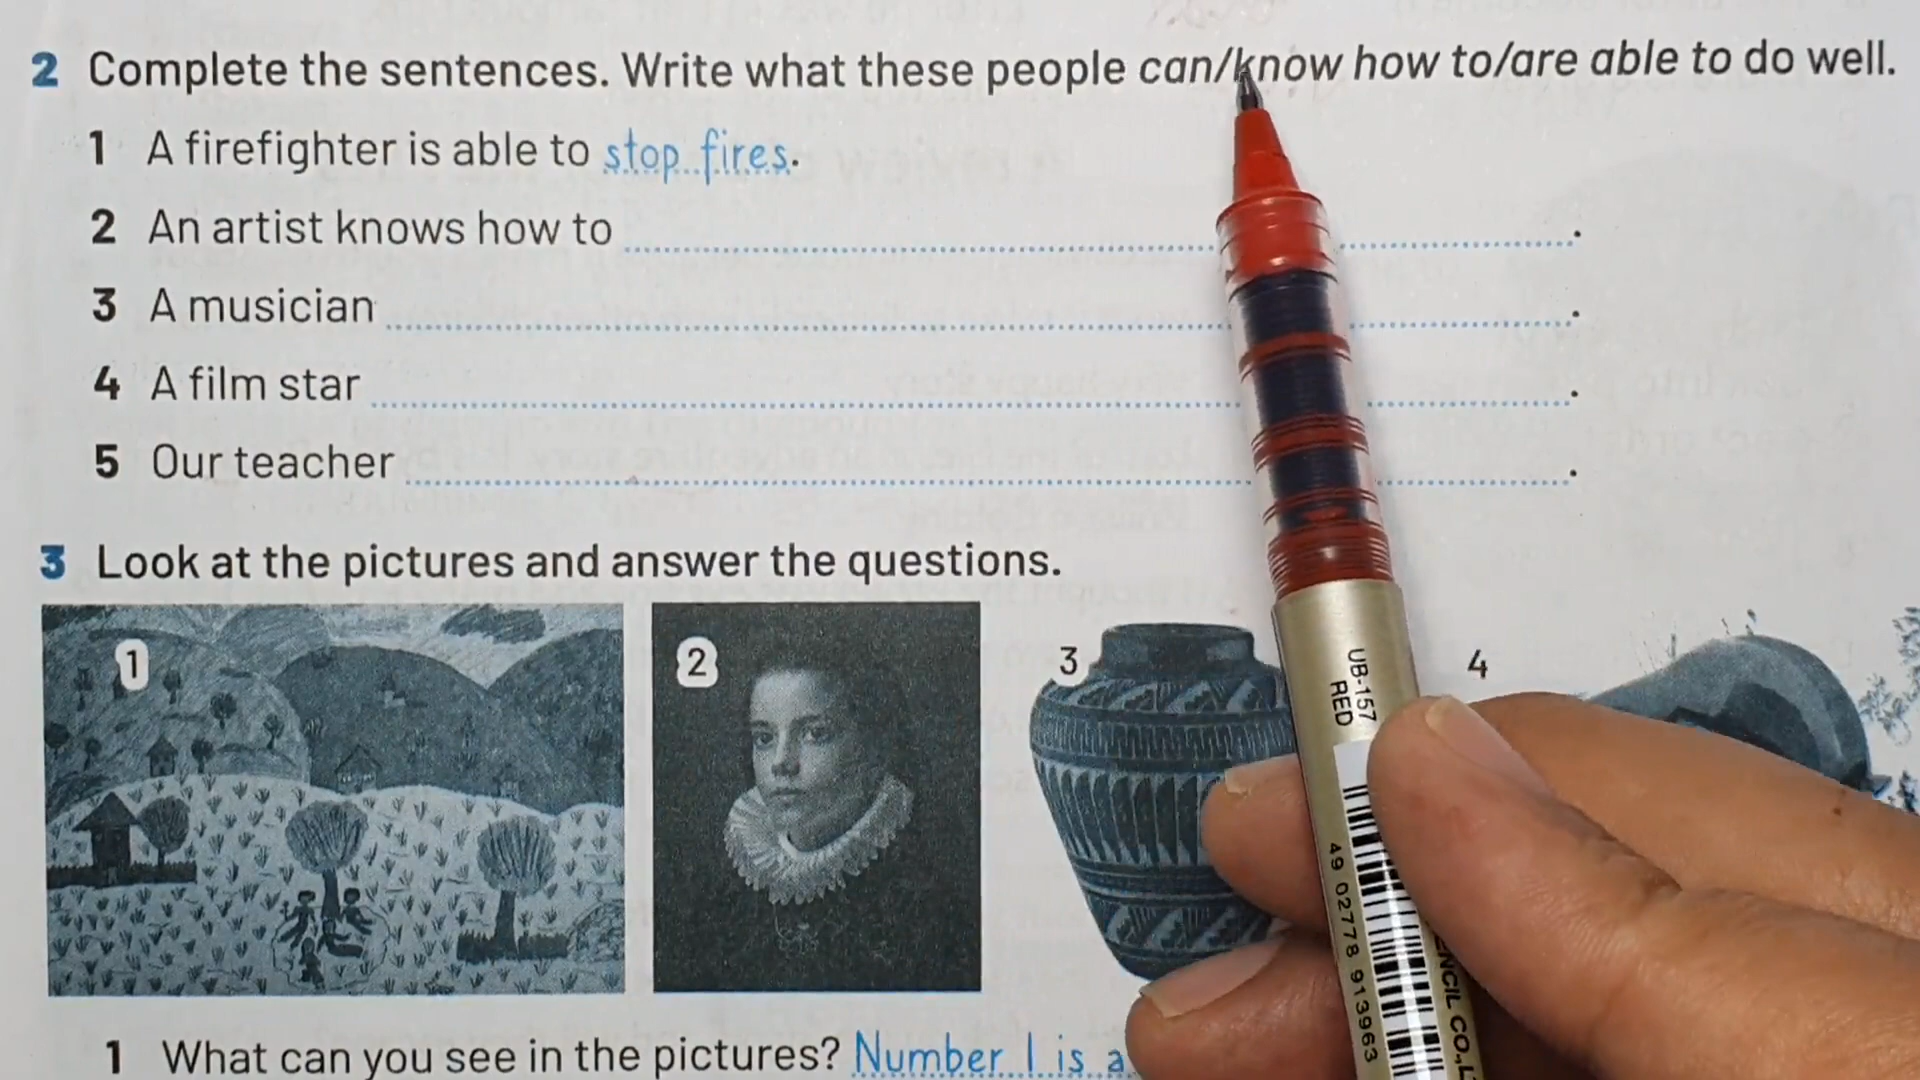 2 Complete the sentences. Write what these people can/know how to/are able to do well.
1 A firefighter is able to stop fires.
2 An artist knows how to .
3 A musician .
4 A film star .
5 Our teacher .
3 Look at the pictures and answer the questions.
1
2
3
4
UB-157
RED
49 02778 913963
NCIL CO.,L
1 What can you see in the pictures? Number 1 is a